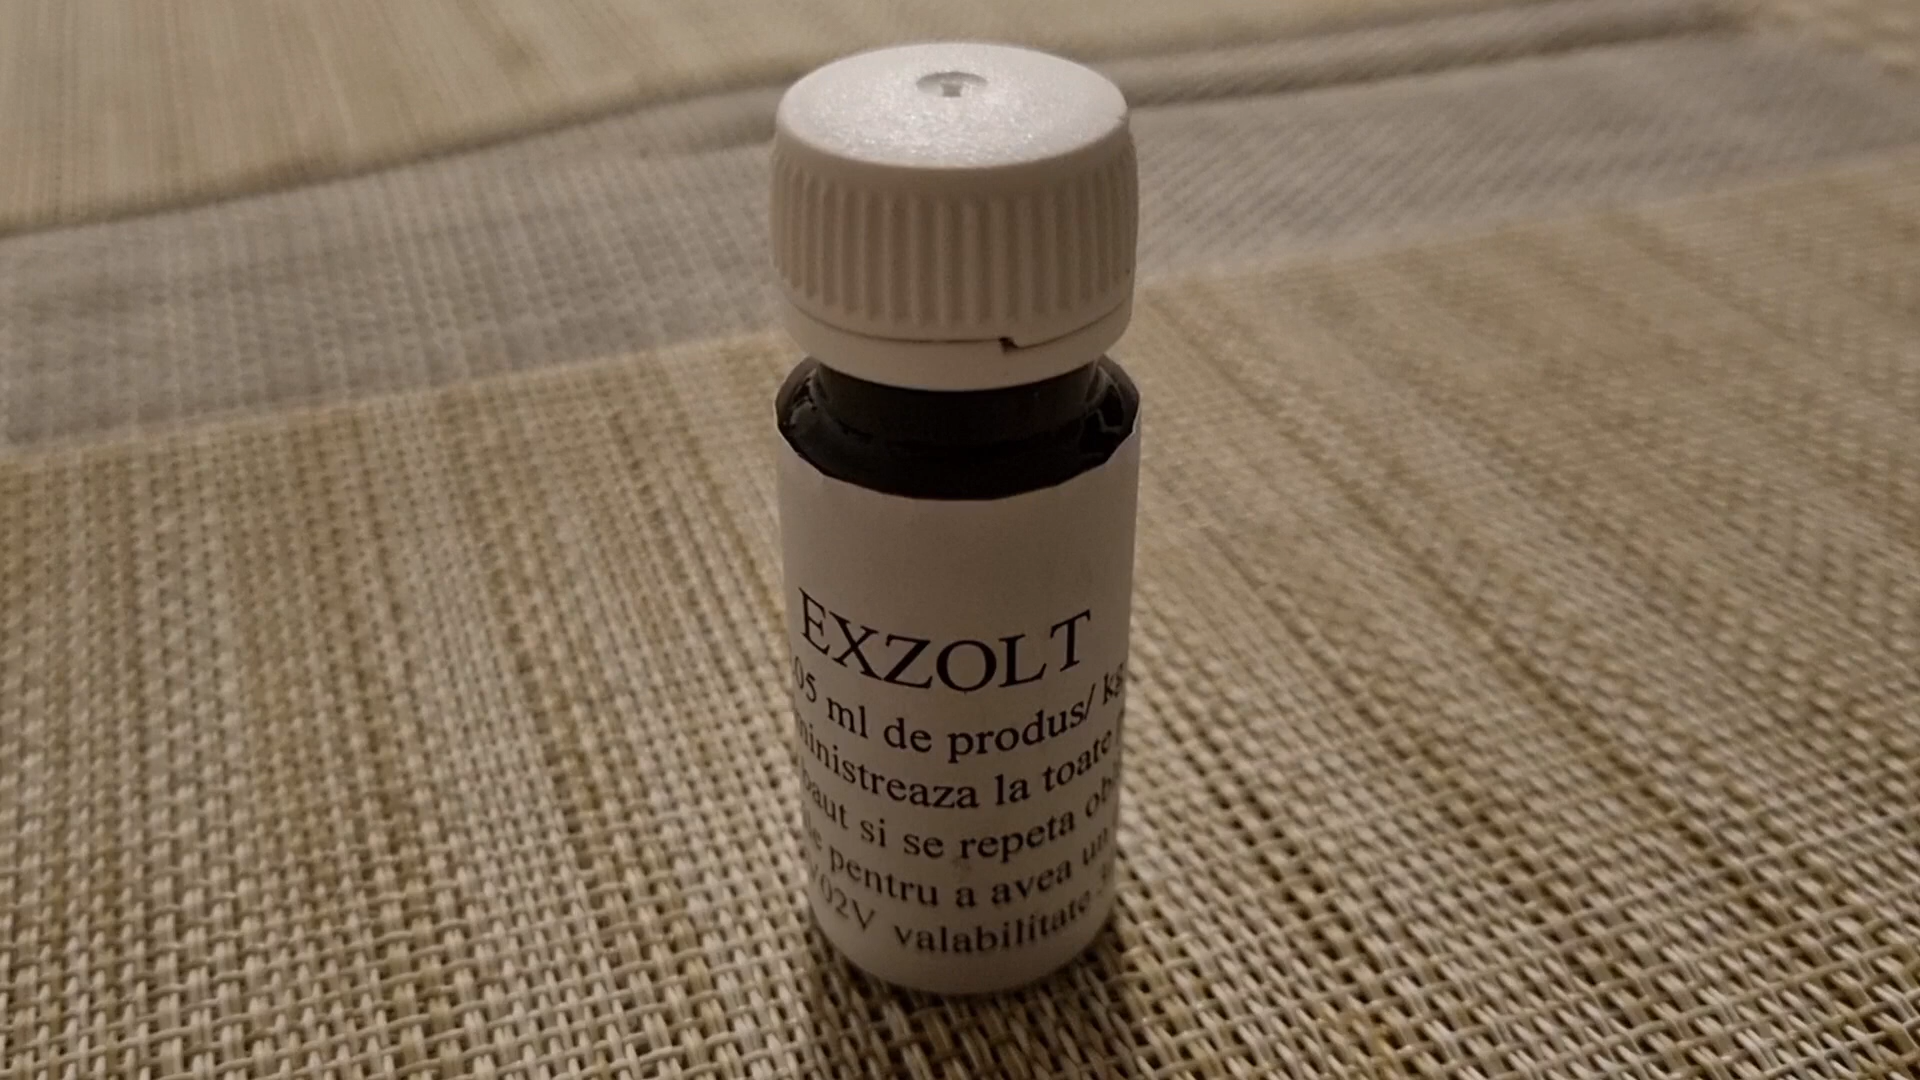 EXZOLT
05 ml de produs/ kg
ministreaza la toate
baut si se repeta
pentru a avea un
/02V valabilitate